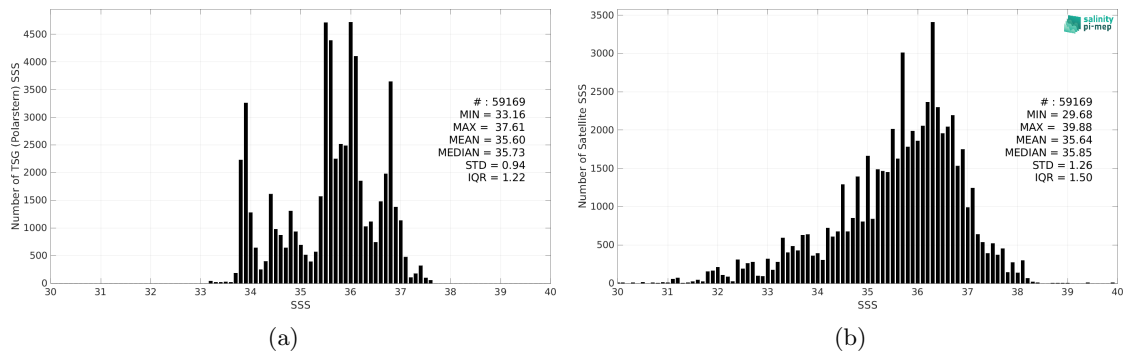 4500
4000
3500
3000
2500
2000
1500
1000
500
0
Number of TSG (Polarstern) SSS
# : 59169
MIN = 33.16
MAX = 37.61
MEAN = 35.60
MEDIAN = 35.73
STD = 0.94
IQR = 1.22
30 31 32 33 34 35 36 37 38 39 40
SSS
(a)
3500
3000
2500
2000
1500
1000
500
0
Number of Satellite SSS
salinity
pi-mep
# : 59169
MIN = 29.68
MAX = 39.88
MEAN = 35.64
MEDIAN = 35.85
STD = 1.26
IQR = 1.50
30 31 32 33 34 35 36 37 38 39 40
SSS
(b)